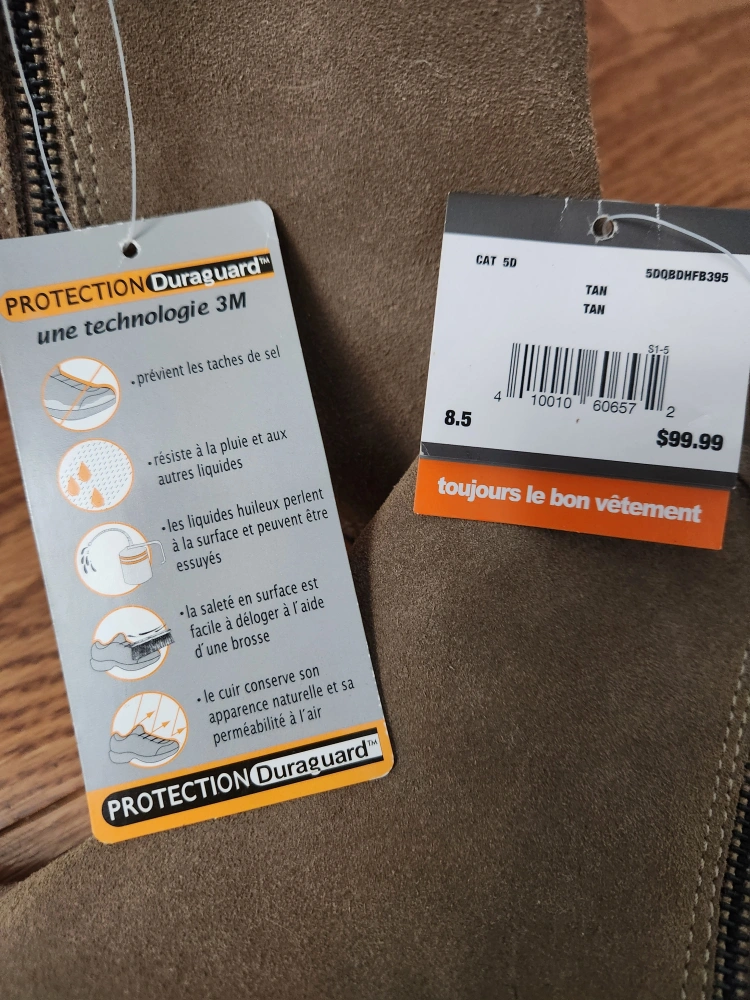 PROTECTION Duraguard™
une technologie 3M
• prévient les taches de sel
• résiste à la pluie et aux
autres liquides
• les liquides huileux perlent
à la surface et peuvent être
essuyés
• la saleté en surface est
facile à déloger à l'aide
d'une brosse
• le cuir conserve son
apparence naturelle et sa
perméabilité à l'air
PROTECTION Duraguard™
CAT 5D
5DQBDHFB395
TAN
TAN
S1-5
4 10010 60657 2
8.5
$99.99
toujours le bon vêtement